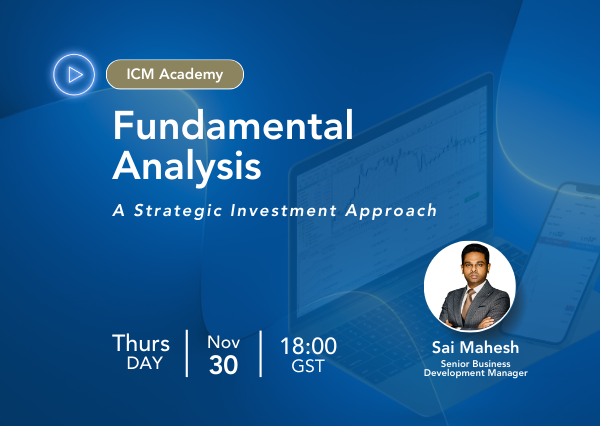 ICM Academy
Fundamental
Analysis
A Strategic Investment Approach
Thurs
DAY
Nov
30
18:00
GST
Sai Mahesh
Senior Business
Development Manager